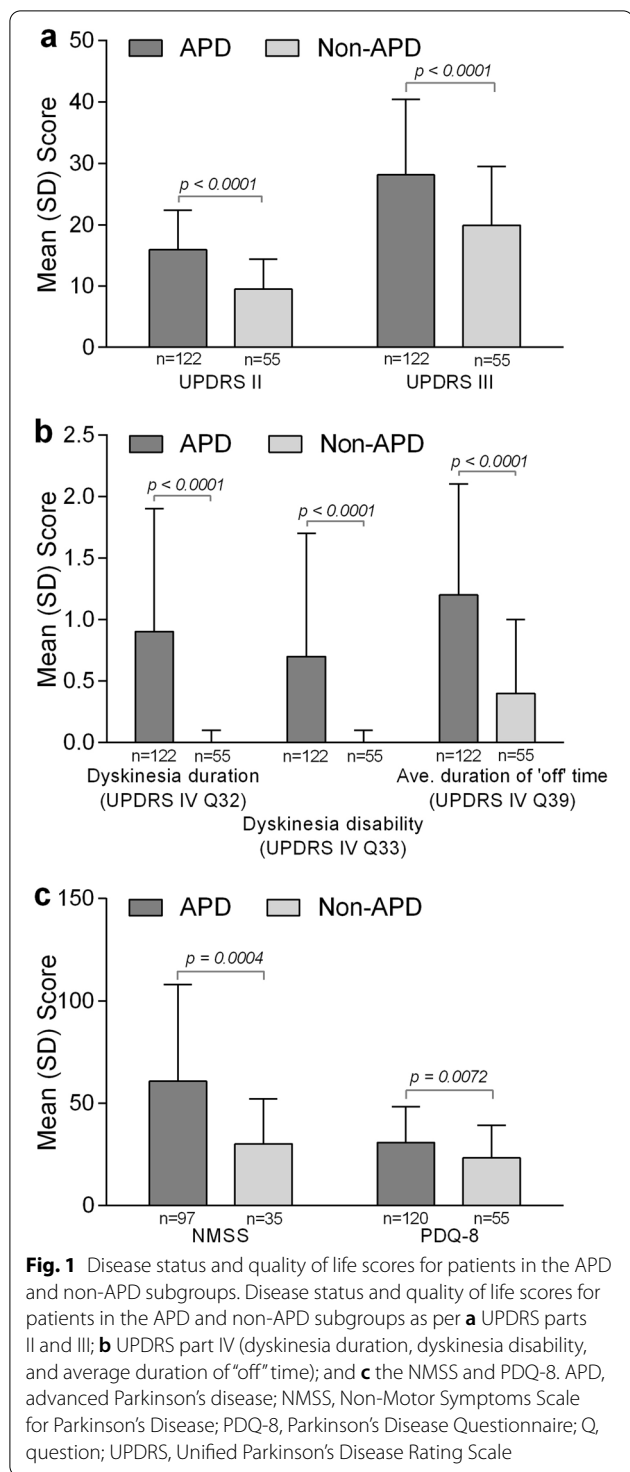 a
APD Non-APD
Mean (SD) Score
50
40
30
20
10
0
p < 0.0001
p < 0.0001
n=122 n=55 n=122 n=55
UPDRS II UPDRS III
b
APD Non-APD
Mean (SD) Score
2.5
2.0
1.5
1.0
0.5
0.0
p < 0.0001
p < 0.0001
p < 0.0001
n=122 n=55 n=122 n=55 n=122 n=55
Dyskinesia duration
(UPDRS IV Q32)
Dyskinesia disability
(UPDRS IV Q33)
Ave. duration of 'off' time
(UPDRS IV Q39)
c
APD Non-APD
Mean (SD) Score
150
100
50
0
p = 0.0004
p = 0.0072
n=97 n=35 n=120 n=55
NMSS PDQ-8
Fig. 1 Disease status and quality of life scores for patients in the APD
and non-APD subgroups. Disease status and quality of life scores for
patients in the APD and non-APD subgroups as per a UPDRS parts
II and III; b UPDRS part IV (dyskinesia duration, dyskinesia disability,
and average duration of “off” time); and c the NMSS and PDQ-8. APD,
advanced Parkinson’s disease; NMSS, Non-Motor Symptoms Scale
for Parkinson’s Disease; PDQ-8, Parkinson’s Disease Questionnaire; Q,
question; UPDRS, Unified Parkinson’s Disease Rating Scale